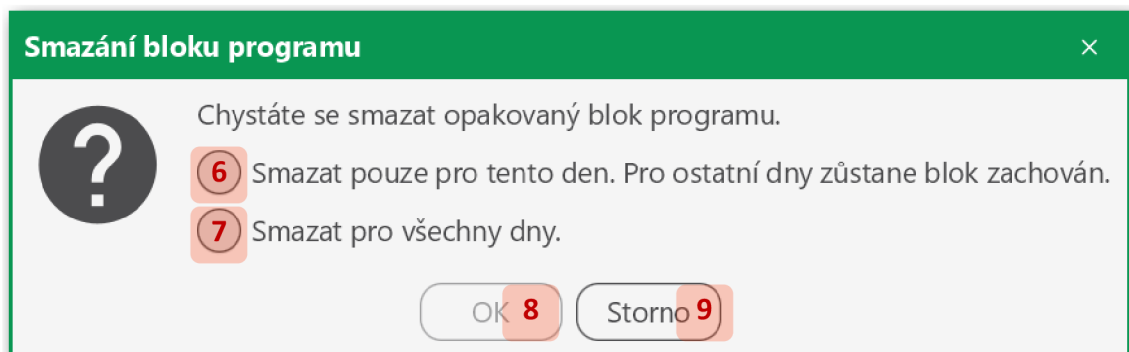 Smazání bloku programu ×
Chystáte se smazat opakovaný blok programu.
6 Smazat pouze pro tento den. Pro ostatní dny zůstane blok zachován.
7 Smazat pro všechny dny.
OK 8 Storno 9